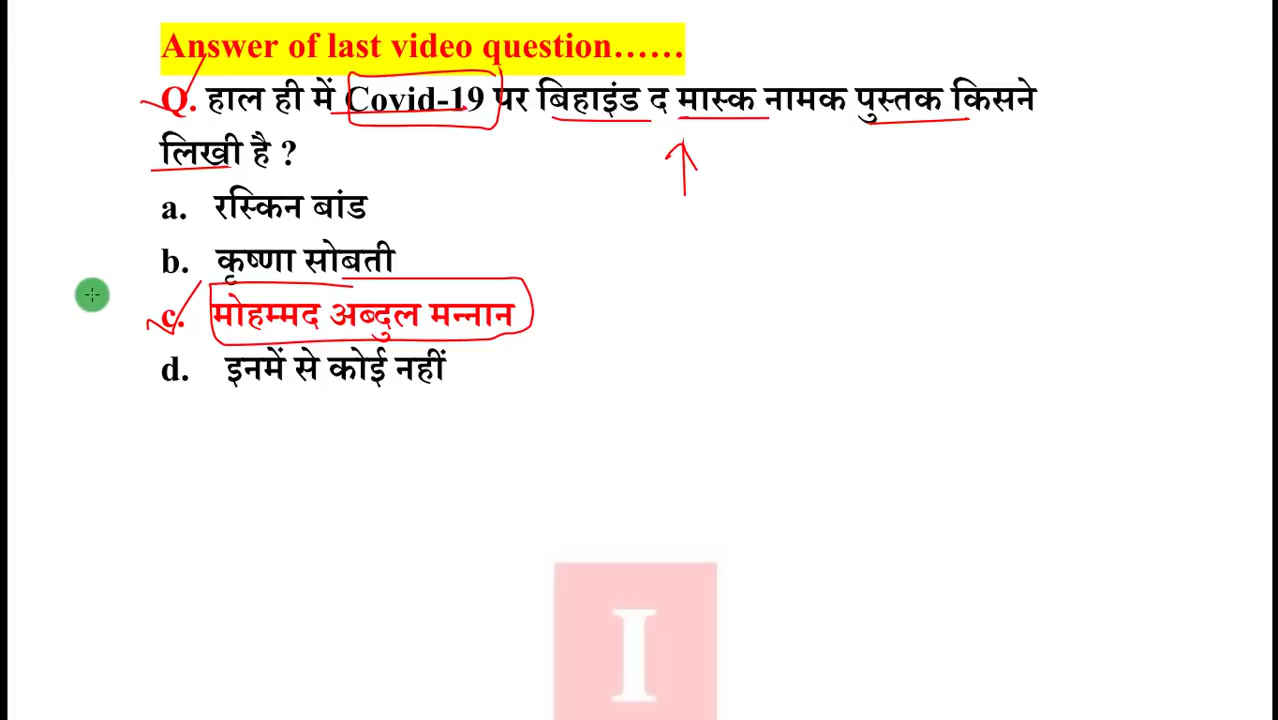 Answer of last video question......
Q. हाल ही में Covid-19 पर बिहाइंड द मास्क नामक पुस्तक किसने
लिखी है ?
a. रस्किन बांड
b. कृष्णा सोबती
c. मोहम्मद अब्दुल मन्नान
d. इनमें से कोई नहीं
I